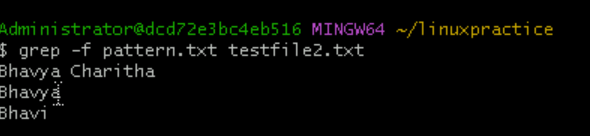 Administrator@dcd72e3bc4eb516 MINGW64 ~/linuxpractice
$ grep -f pattern.txt testfile2.txt
Bhavya Charitha
Bhavya
Bhavi